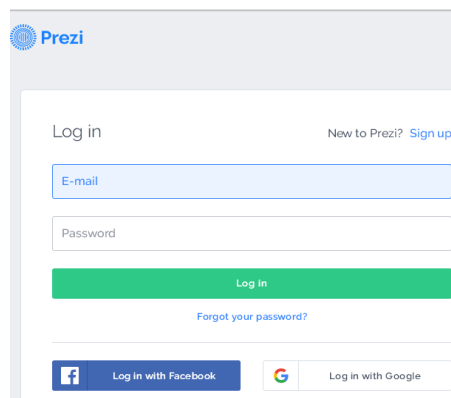 Prezi
Log in
New to Prezi? Sign up
E-mail
Password
Log in
Forgot your password?
Log in with Facebook
Log in with Google